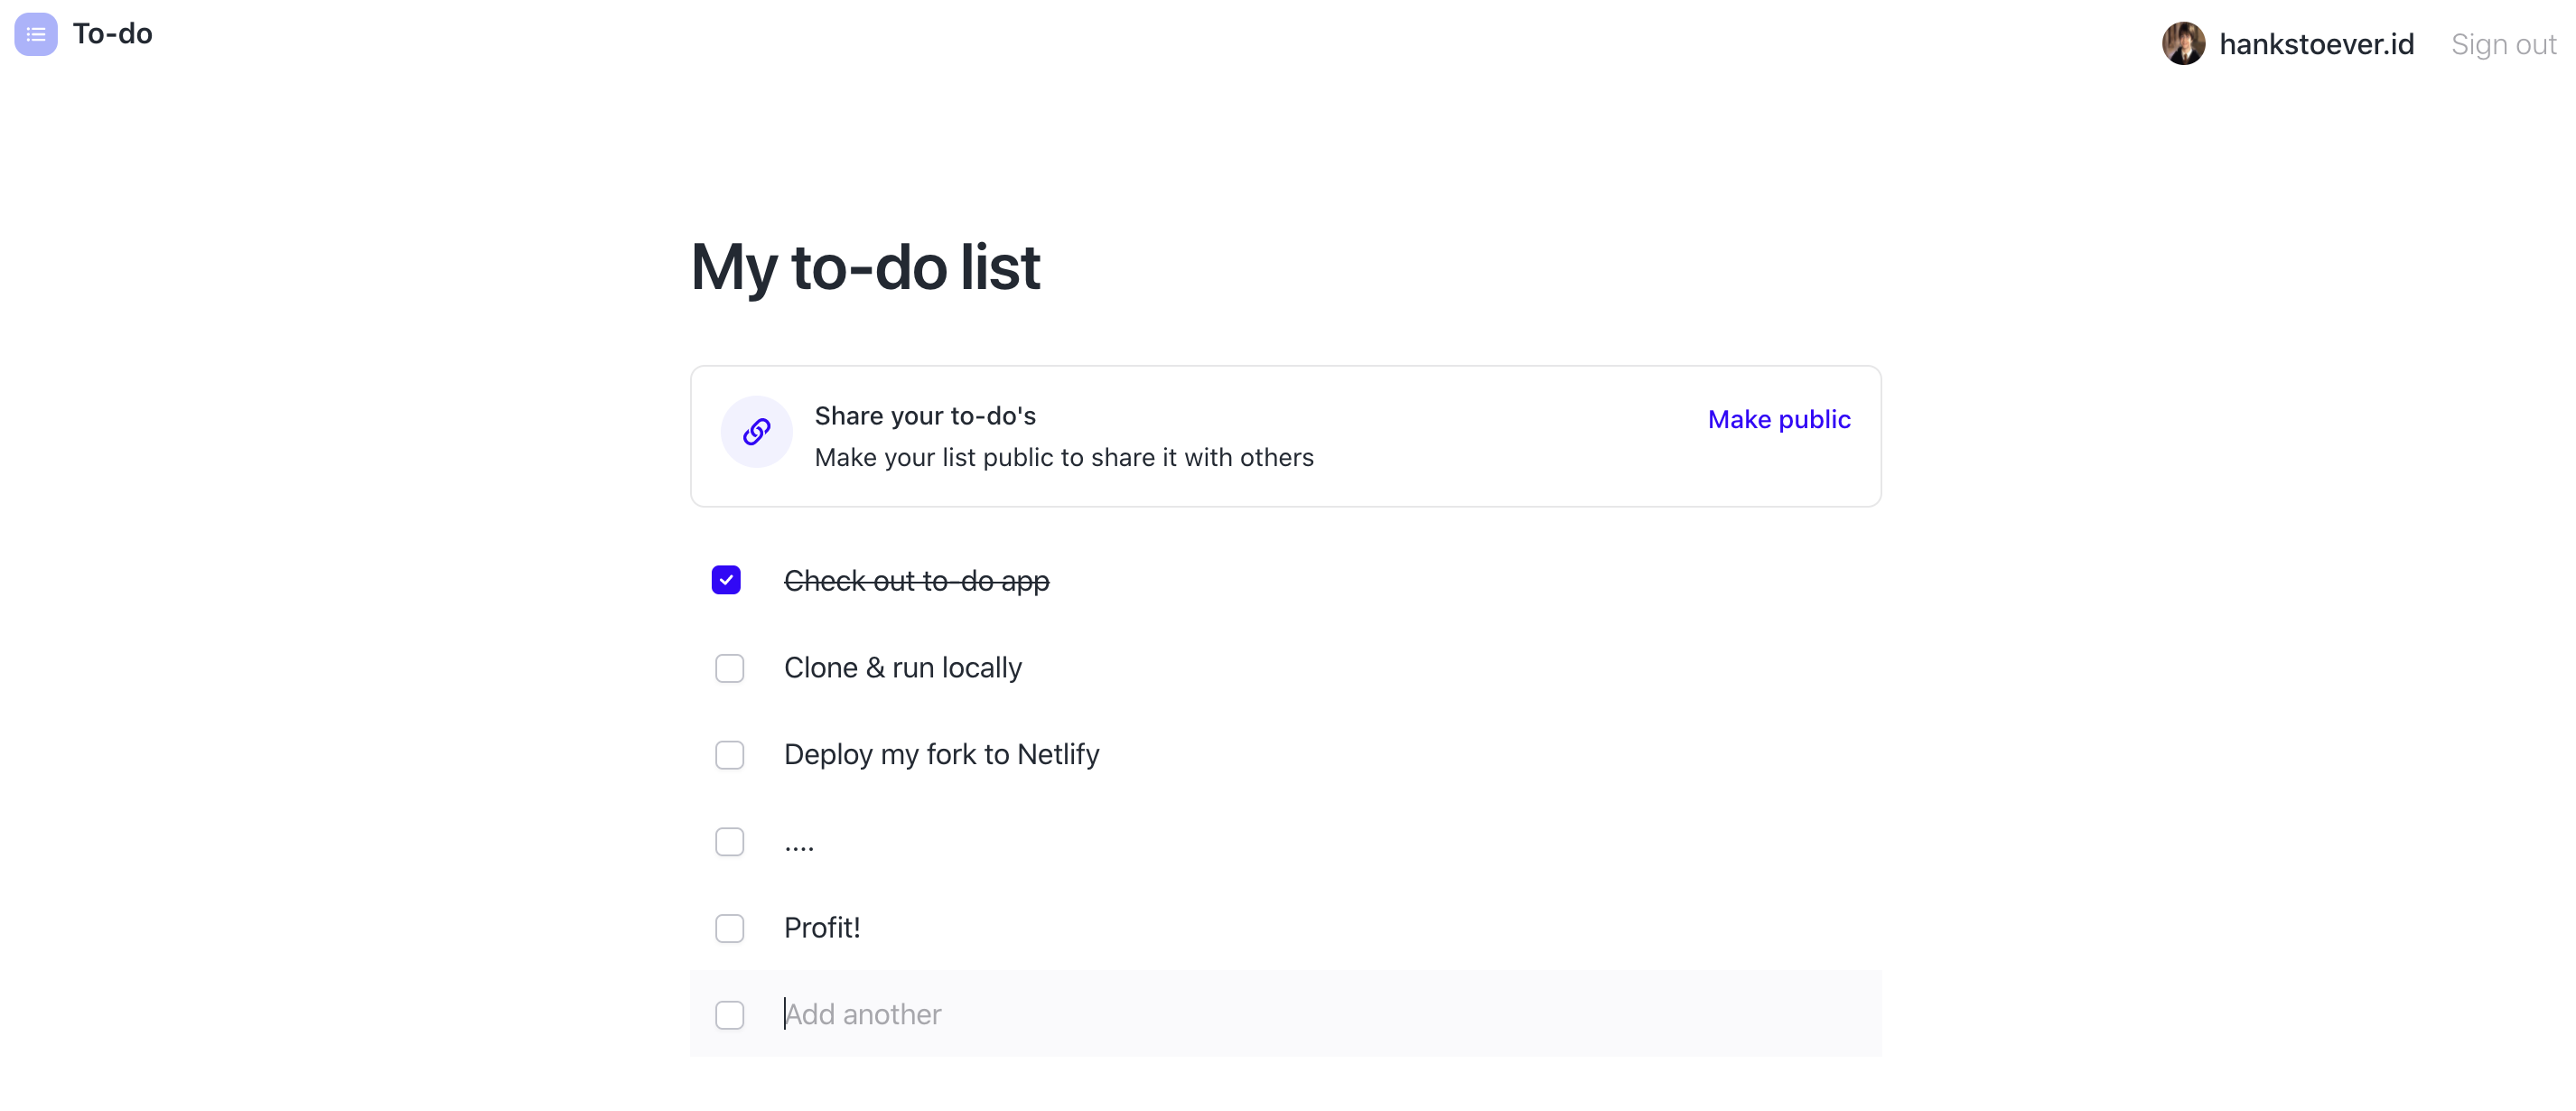 To-do
hankstoever.id
Sign out
My to-do list
Share your to-do's
Make public
Make your list public to share it with others
Check out to-do app
Clone & run locally
Deploy my fork to Netlify
....
Profit!
Add another